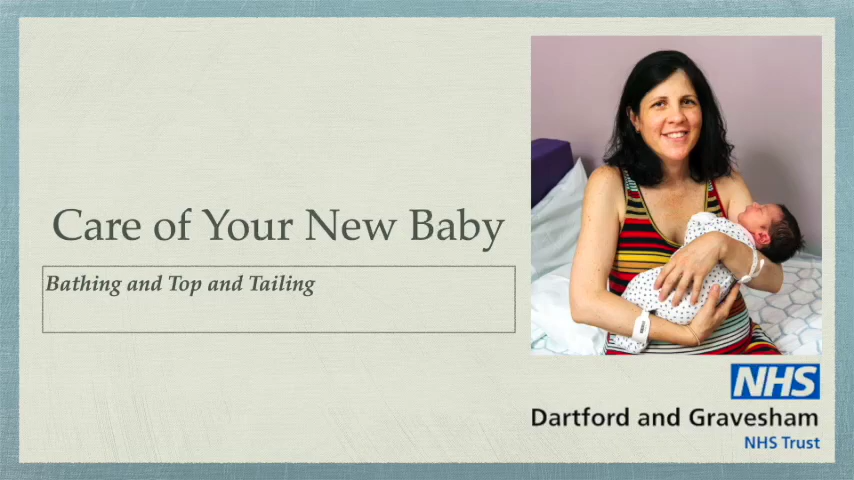 Care of Your New Baby
Bathing and Top and Tailing
NHS
Dartford and Gravesham
NHS Trust